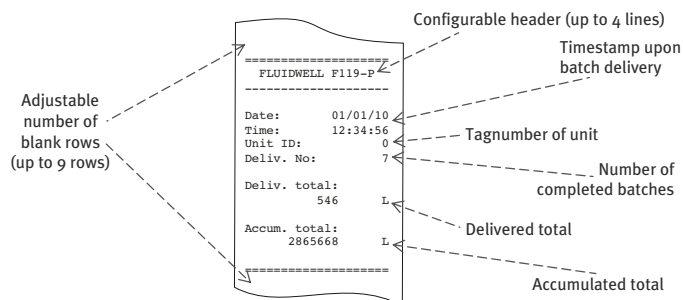 Configurable header (up to 4 lines)
Timestamp upon
batch delivery
=====================
FLUIDWELL F119-P
---------------------
Adjustable
number of
blank rows
(up to 9 rows)
Date: 01/01/10
Time: 12:34:56
Unit ID: 0
Deliv. No: 7
Tagnumber of unit
Number of
completed batches
Deliv. total:
546 L
Delivered total
Accum. total:
2865668 L
=====================
Accumulated total